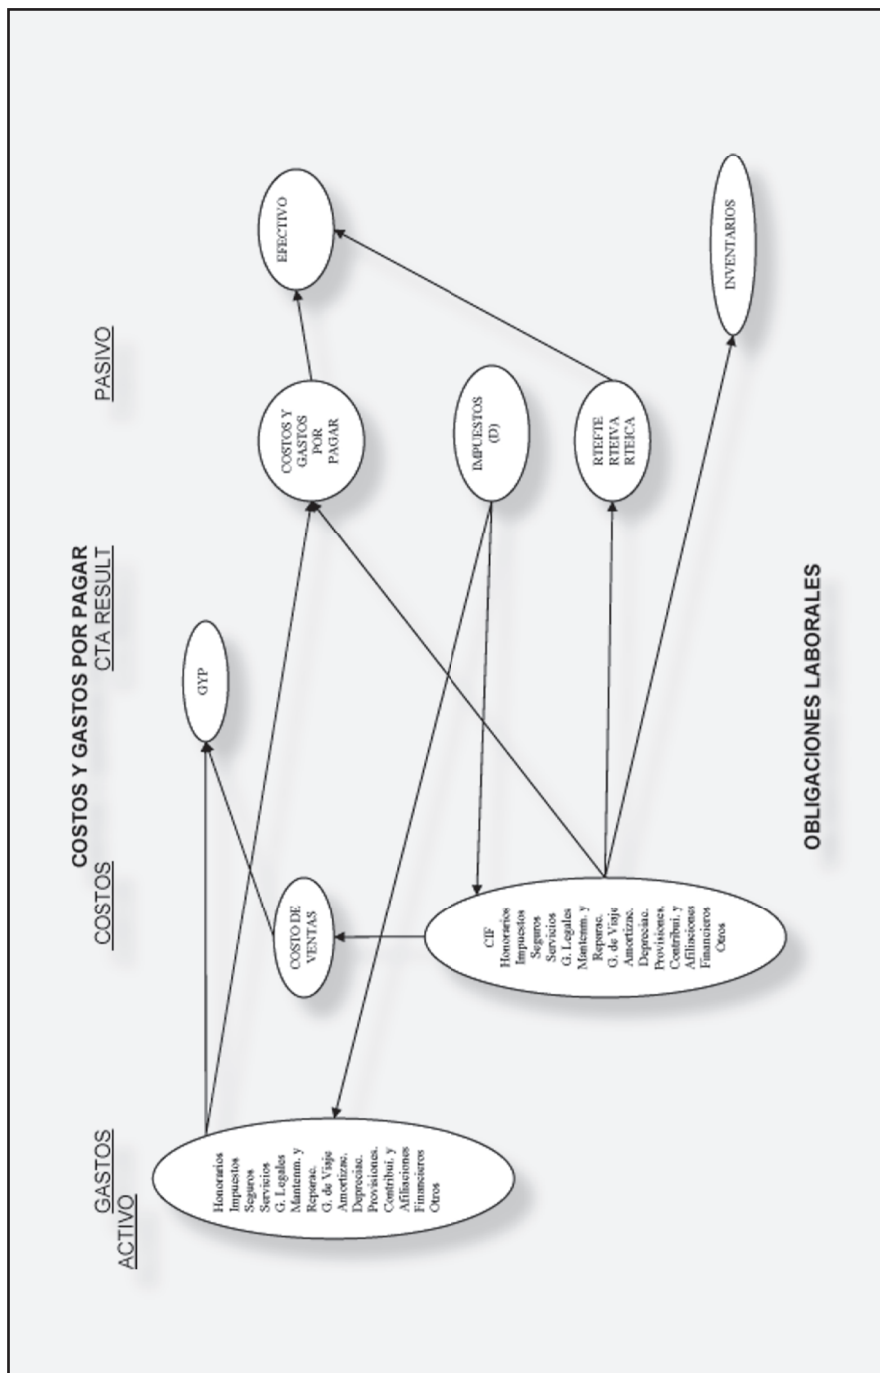 COSTOS Y GASTOS POR PAGAR
GASTOS
COSTOS
CTA RESULT
PASIVO
ACTIVO
Honorarios
Impuestos
Seguros
Servicios
G. Legales
Mantenm. y
Reparac.
G. de Viaje
Amortizac.
Depreciac.
Provisiones.
Contribui. y
Afiliaciones
Financieros
Otros
COSTO DE
VENTAS
GYP
COSTOS Y
GASTOS
POR
PAGAR
EFECTIVO
IMPUESTOS
(D)
CIF
Honorarios
Impuestos
Seguros
Servicios
G. Legales
Mantenm. y
Reparac.
G. de Viaje
Amortizac.
Depreciac.
Provisiones.
Contribui. y
Afiliaciones
Financieros
Otros
RTEFTE
RTEIVA
RTEICA
INVENTARIOS
OBLIGACIONES LABORALES